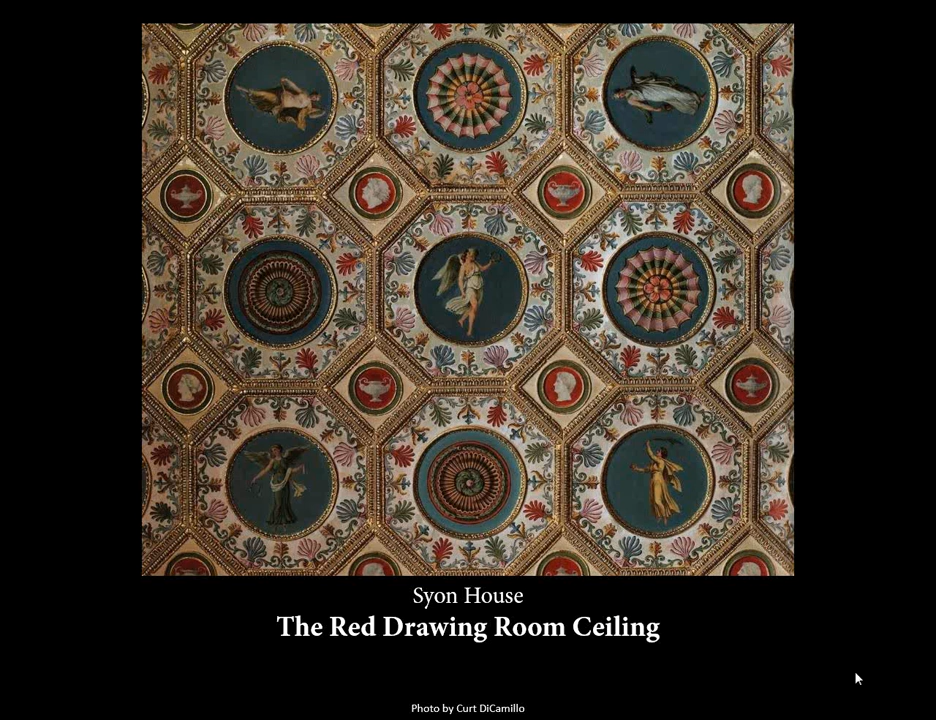 Syon House
The Red Drawing Room Ceiling
Photo by Curt DiCamillo